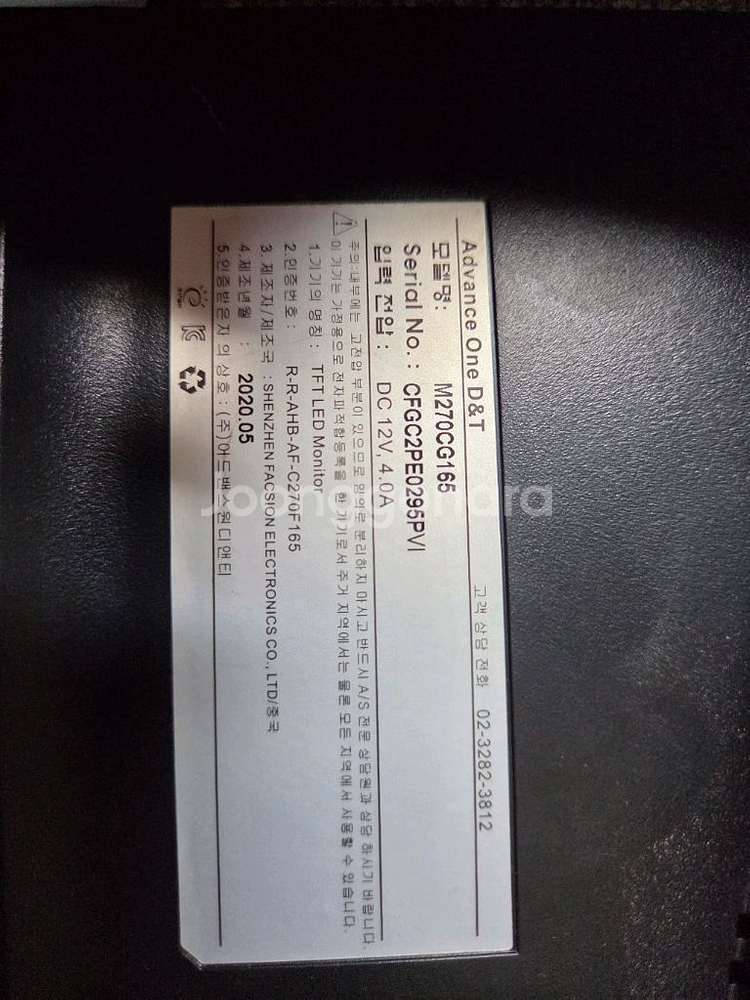 Advance One D&T
고객 상담 전화 02-3282-3812
모델명: M270CG165
Serial No.: CFGC2PE0295PVI
입력 전압 : DC 12V, 4.0A
주의:내부에는 고전압 부분이 있으므로 임의로 분리하지 마시고 반드시 A/S 전문 상담원과 상담 하시기 바랍니다.
이 기기는 가정용으로 전자파적합등록을 한 기기로서 주거 지역에서는 물론 모든 지역에서 사용할 수 있습니다.
1.기기의 명칭 : TFT LED Monitor
2.인증번호 : R-R-AHB-AF-C270F165
3. 제조자/제조국 : SHENZHEN FACSION ELECTRONICS CO., LTD/중국
4.제조년월 : 2020.05
5.인증받은자의 상호 : (주)어드밴스원디앤티
joonggonara